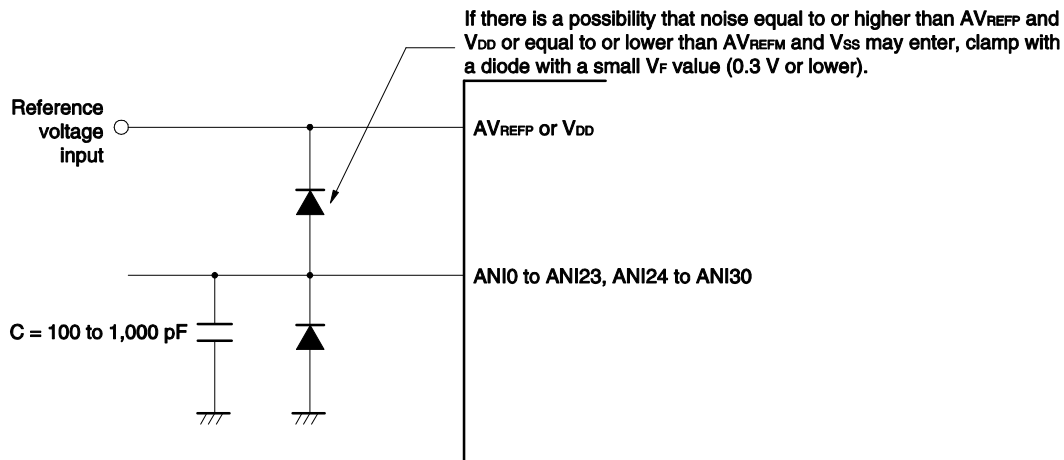 If there is a possibility that noise equal to or higher than AVREFP and
VDD or equal to or lower than AVREFM and VSS may enter, clamp with
a diode with a small VF value (0.3 V or lower).
Reference
voltage
input
AVREFP or VDD
ANI0 to ANI23, ANI24 to ANI30
C = 100 to 1,000 pF